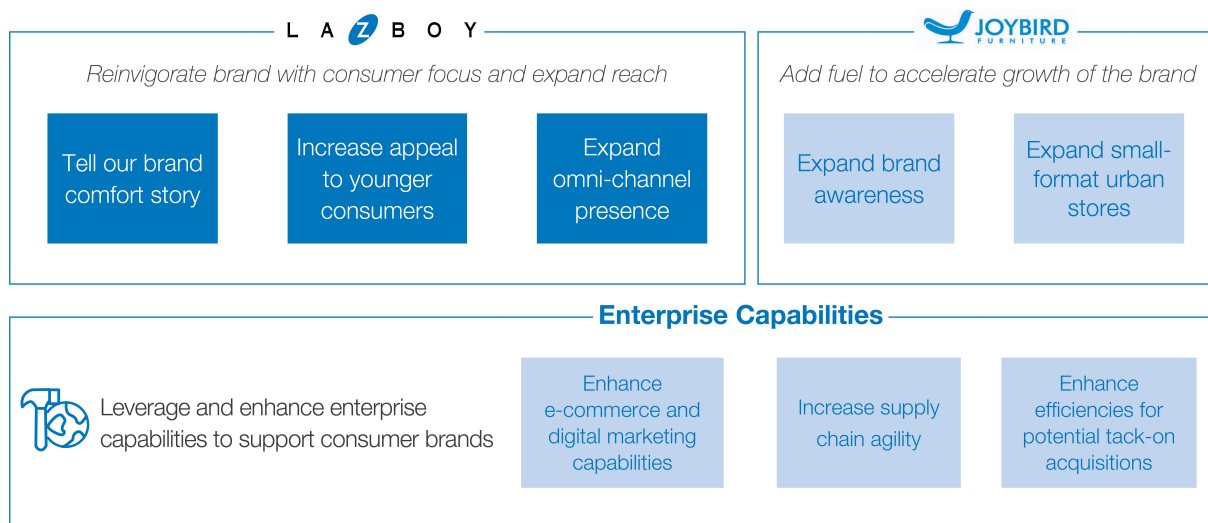 LAZBOY
JOYBIRD
FURNITURE
Reinvigorate brand with consumer focus and expand reach
Add fuel to accelerate growth of the brand
Tell our brand
comfort story
Increase appeal
to younger
consumers
Expand
omni-channel
presence
Expand brand
awareness
Expand small-
format urban
stores
Enterprise Capabilities
Leverage and enhance enterprise
capabilities to support consumer brands
Enhance
e-commerce and
digital marketing
capabilities
Increase supply
chain agility
Enhance
efficiencies for
potential tack-on
acquisitions